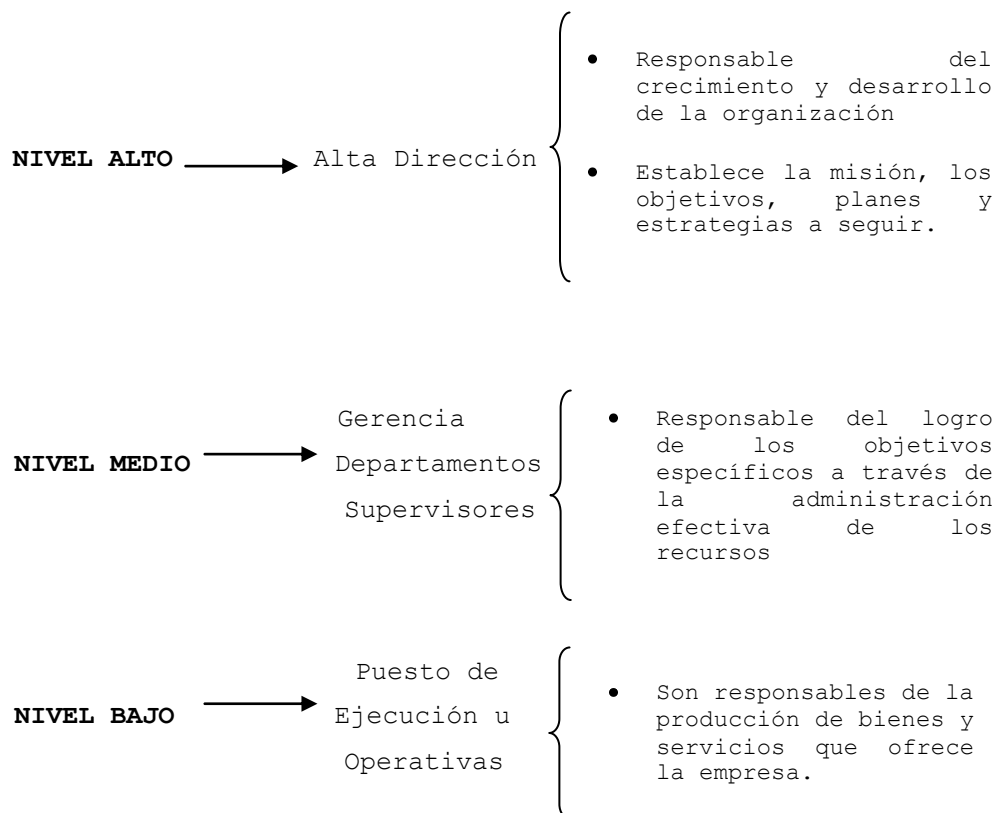 NIVEL ALTO
Alta Dirección
• Responsable del
crecimiento y desarrollo
de la organización
• Establece la misión, los
objetivos, planes y
estrategias a seguir.
NIVEL MEDIO
Gerencia
Departamentos
Supervisores
• Responsable del logro
de los objetivos
específicos a través de
la administración
efectiva de los
recursos
NIVEL BAJO
Puesto de
Ejecución u
Operativas
• Son responsables de la
producción de bienes y
servicios que ofrece
la empresa.